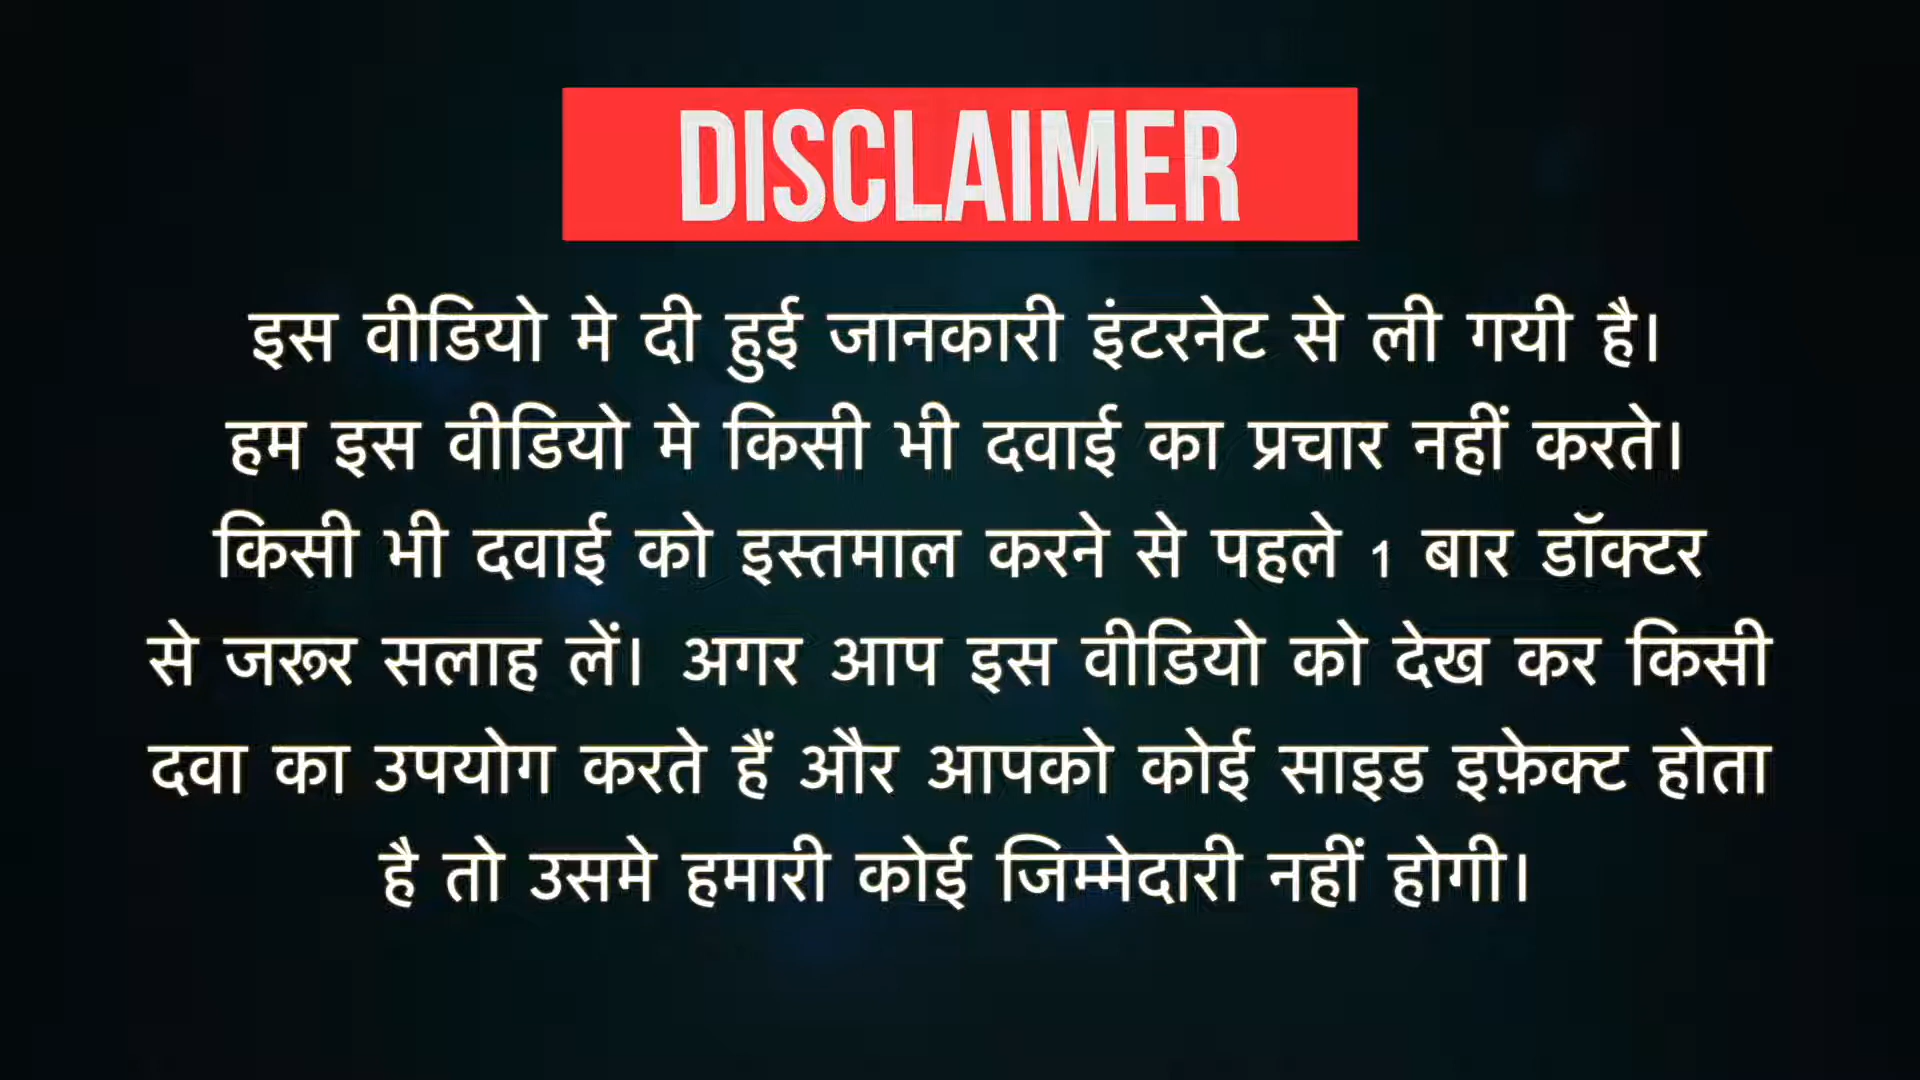 DISCLAIMER
इस वीडियो मे दी हुई जानकारी इंटरनेट से ली गयी है।
हम इस वीडियो मे किसी भी दवाई का प्रचार नहीं करते।
किसी भी दवाई को इस्तमाल करने से पहले 1 बार डॉक्टर
से जरूर सलाह लें। अगर आप इस वीडियो को देख कर किसी
दवा का उपयोग करते हैं और आपको कोई साइड इफ़ेक्ट होता
है तो उसमे हमारी कोई जिम्मेदारी नहीं होगी।